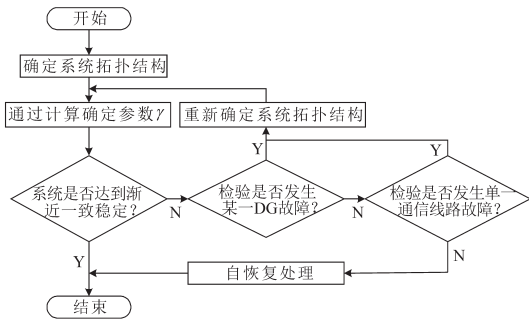 开始
确定系统拓扑结构
通过计算确定参数γ
重新确定系统拓扑结构
Y
Y
系统是否达到渐
近一致稳定?
N
检验是否发生
某一DG故障?
N
检验是否发生单一
通信线路故障?
Y
N
自恢复处理
结束